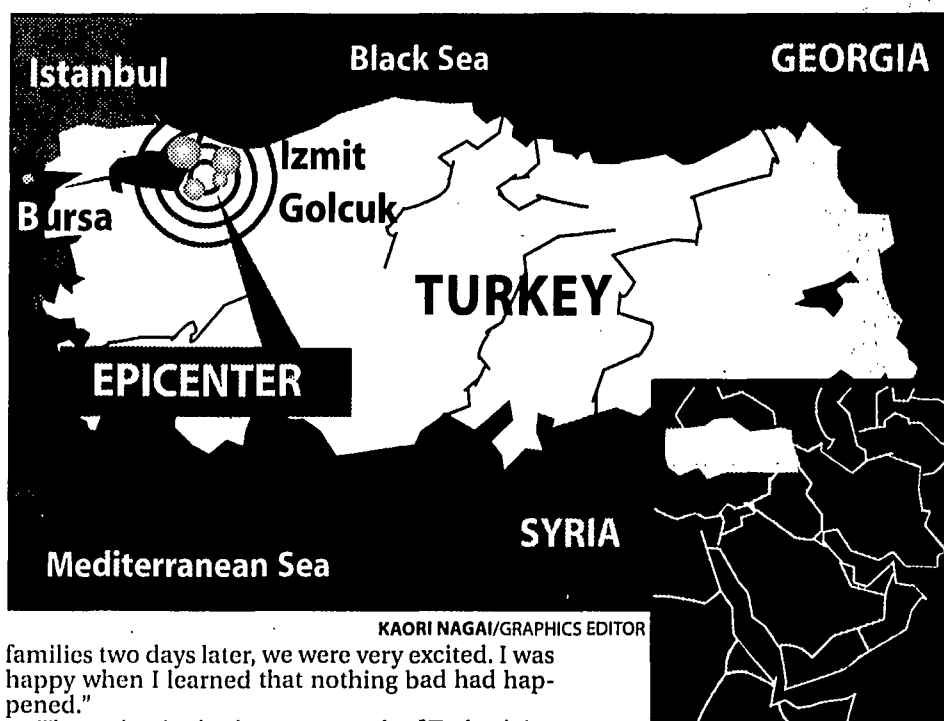 Istanbul
Black Sea
GEORGIA
Izmit
Golcuk
Bursa
TURKEY
EPICENTER
SYRIA
Mediterranean Sea
KAORI NAGAI/GRAPHICS EDITOR
families two days later, we were very excited. I was
happy when I learned that nothing bad had hap-
pened."